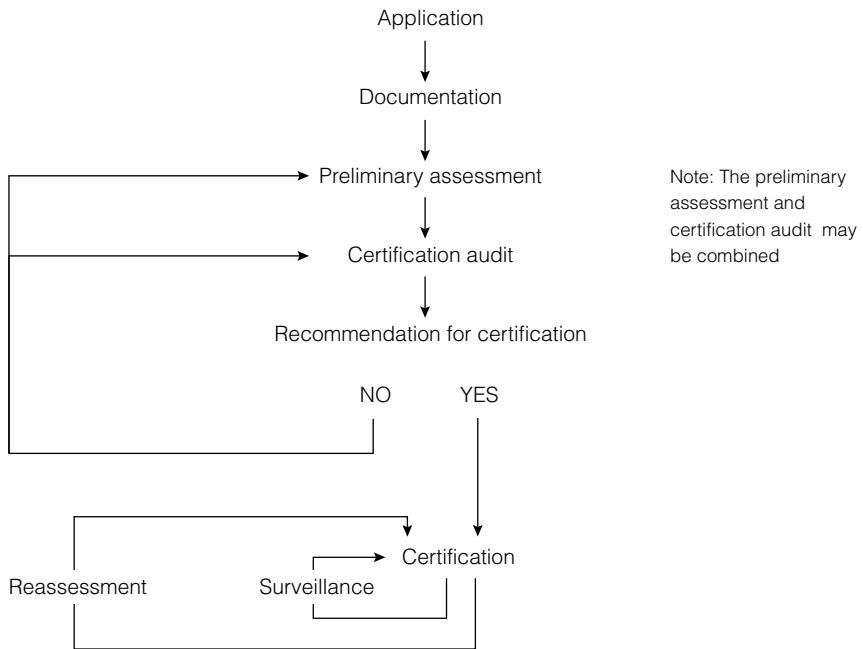 Application
Documentation
Preliminary assessment
Note: The preliminary
assessment and
certification audit may
be combined
Certification audit
Recommendation for certification
NO
YES
Certification
Reassessment
Surveillance